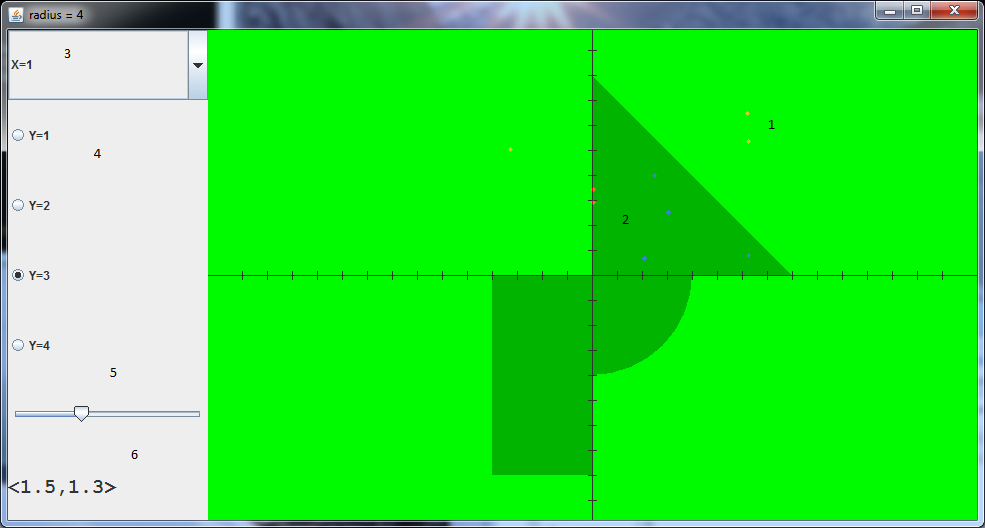 radius = 4
3
X=1
1
Y=1
4
Y=2
2
Y=3
Y=4
5
6
<1.5,1.3>